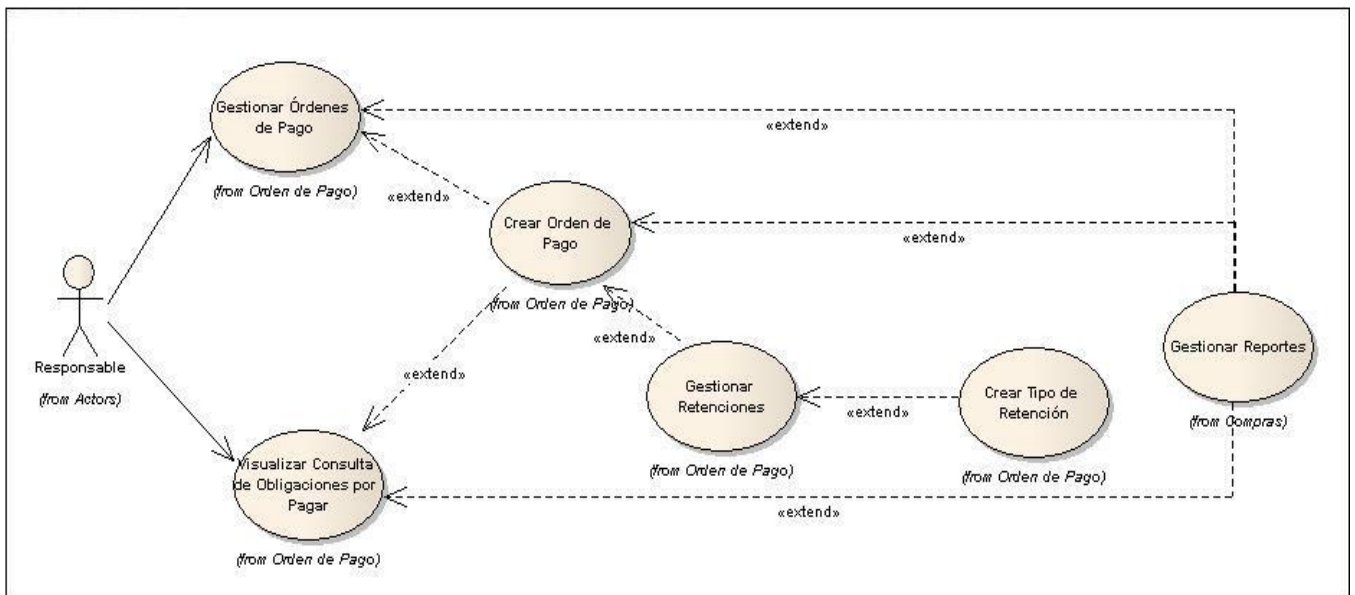 Gestionar Órdenes
de Pago
(from Orden de Pago)
«extend»
«extend»
Crear Orden de
Pago
(from Orden de Pago)
«extend»
Responsable
(from Actors)
«extend»
«extend»
Gestionar
Retenciones
(from Orden de Pago)
«extend»
Crear Tipo de
Retención
(from Orden de Pago)
Gestionar Reportes
(from Compras)
Visualizar Consulta
de Obligaciones por
Pagar
(from Orden de Pago)
«extend»